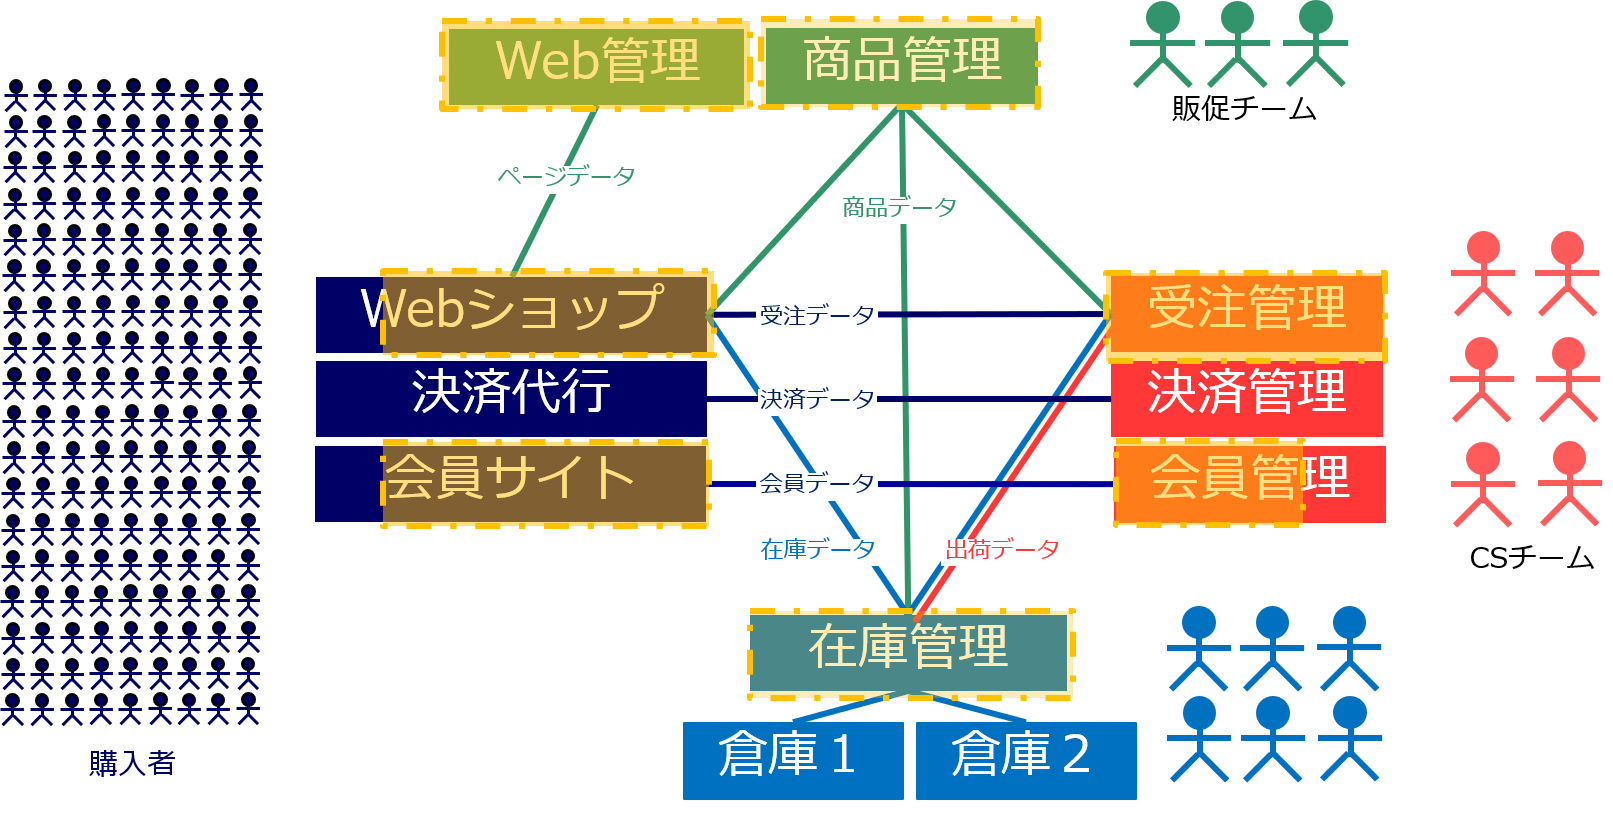 Web管理
商品管理
販促チーム
ページデータ
商品データ
Webショップ
受注データ
受注管理
決済代行
決済データ
決済管理
会員サイト
会員データ
会員管理
在庫データ
出荷データ
CSチーム
在庫管理
倉庫１
倉庫２
購入者